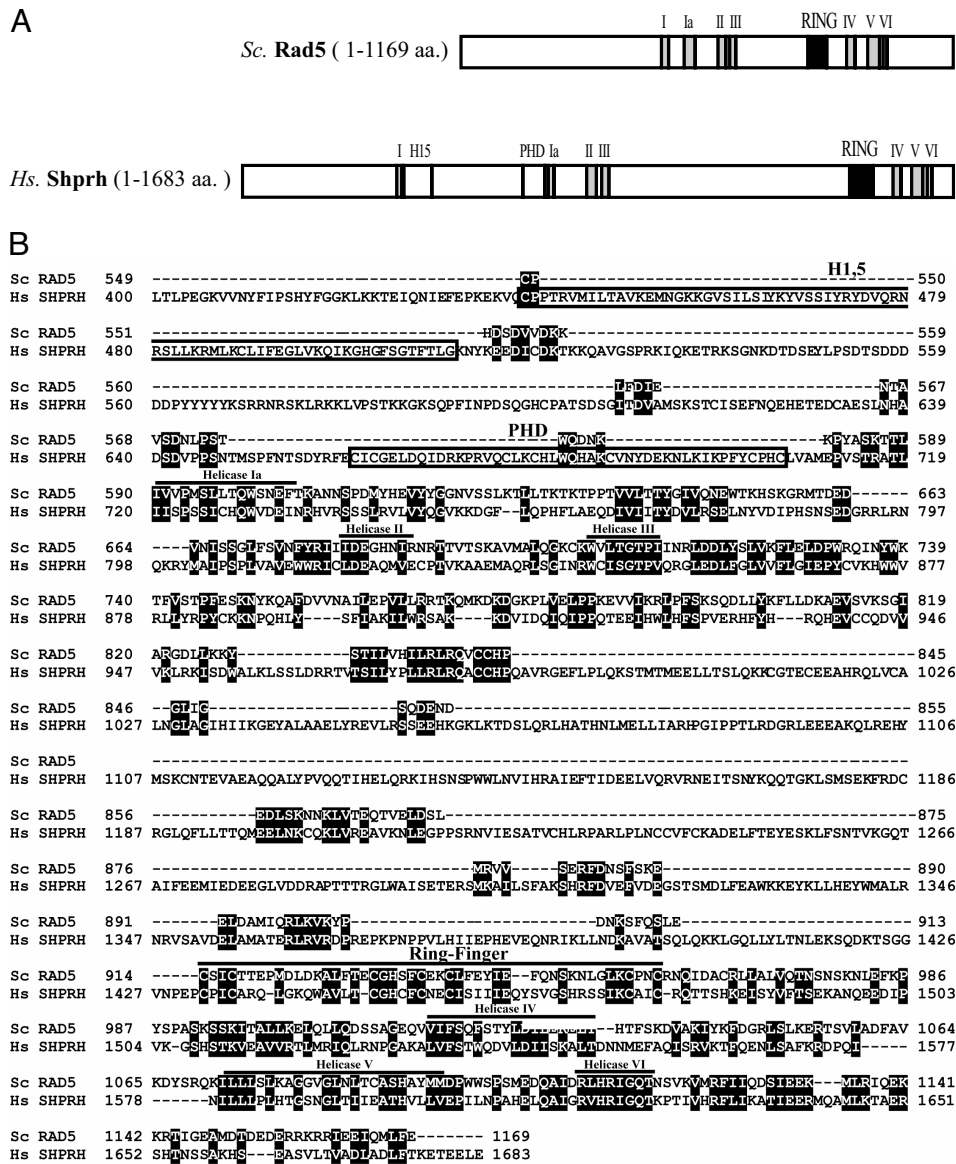 A
Sc. Rad5 ( 1-1169 aa.)
I Ia II III RING IV V VI
Hs. Shprh (1-1683 aa. )
I H15 PHD Ia II III RING IV V VI
B
H1,5
Sc RAD5 549 ---------------------------------------CP--------------------------------------- 550
Hs SHPRH 400 LTLPEGKVVNYFIPSHYFGGKLKKTEIQNIEFEPKEKVQCPPTRVMILTAVKEMNGKKGVSILSIYKYVSSIYRYDVQRN 479
Sc RAD5 551 -----------------------------------HDSDVVDKK------------------------------------ 559
Hs SHPRH 480 RSLLKRMLKCLIFEGLVKQIKGHGFSGTFTLGKNYKEEDICDKTKKQAVGSPRKIQKETRKSGNKDTDSEYLPSDTSDDD 559
Sc RAD5 560 -------------------------------------------------LFDIE-----------------------NTA 567
Hs SHPRH 560 DDPYYYYYKSRRNRSKLRKKLVPSTKKGKSQPFINPDSQGHCPATSDSGITDVAMSKSTCISEFNQEHETEDCAESLNHA 639
PHD
Sc RAD5 568 VSDNLPST-----------------------------------WQDNK-----------------------KPYASKTTL 589
Hs SHPRH 640 DSDVPPSNTMSPFNTSDYRFECICGELDQIDRKPRVQCLKCHLWQHAKCVNYDEKNLKIKPFYCPHCLVAMEPVSTRATL 719
Helicase Ia
Sc RAD5 590 IVVPMSLLTQWSNEFTKANNSPDMYHEVYYGGNVSSLKTLLTKTKTPPTVVLTTYGIVQNEWTKHSKGRMTDED------ 663
Hs SHPRH 720 IISPSSICHQWVDEINRHVRSSSLRVLVYQGVKKDGF--LQPHFLAEQDIVIITYDVLRSELNYVDIPHSNSEDGRRLRN 797
Helicase II
Helicase III
Sc RAD5 664 ----VNISSGLFSVNFYRIIIDEGHNIRNRTTVTSKAVMALQGKCKWVLTGTPIINRLDDLYSLVKFLELDPWRQINYWK 739
Hs SHPRH 798 QKRYMAIPSPLVAVEWWRICLDEAQMVECPTVKAAEMAQRLSGINRWCISGTPVQRGLEDLFGLVVFLGIEPYCVKHWWV 877
Sc RAD5 740 TFVSTPFESKNYKQAFDVVNAILEPVLLRRTKQMKDKDGKPLVELPPKEVVIKRLPFSKSQDLLYKFLLDKAEVSVKSGI 819
Hs SHPRH 878 RLLYRPYCKKNPQHLY----SFIAKILWRSAK----KDVIDQIQIPPQTEEIHWLHFSPVERHFYH---RQHEVCCQDVV 946
Sc RAD5 820 ARGDLLKKY------------STILVHILRLRQVCCHP------------------------------------------ 845
Hs SHPRH 947 VKLRKISDWALKLSSLDRRTVTSILYPLLRLRQACCHPQAVRGEFLPLQKSTMTMEELLTSLQKKCGTECEEAHRQLVCA 1026
Sc RAD5 846 --GLIG--------------------SQDEND------------------------------------------------ 855
Hs SHPRH 1027 LNGLAGIHIIKGEYALAAELYREVLRSSEEHKGKLKTDSLQRLHATHNLMELLIARHPGIPPTLRDGRLEEEAKQLREHY 1106
Sc RAD5 --------------------------------------------------------------------------------
Hs SHPRH 1107 MSKCNTEVAEAQQALYPVQQTIHELQRKIHSNSPWWLNVIHRAIEFTIDEELVQRVRNEITSNYKQQTGKLSMSEKFRDC 1186
Sc RAD5 856 -----------EDLSKNNKLVTEQTVELDSL------------------------------------------------- 875
Hs SHPRH 1187 RGLQFLLTTQMEELNKCQKLVREAVKNLEGPPSRNVIESATVCHLRPARLPLNCCVFCKADELFTEYESKLFSNTVKGQT 1266
Sc RAD5 876 ----------------------------------MRVV-----SERFDNSFSKE-------------------------- 890
Hs SHPRH 1267 AIFEEMIEDEEGLVDDRAPTTTRGLWAISETERSMKAILSFAKSHRFDVEFVDEGSTSMDLFEAWKKEYKLLHEYWMALR 1346
Sc RAD5 891 -------ELDAMIQRLKVKYP--------------------------DNKSFQSLE------------------------ 913
Hs SHPRH 1347 NRVSAVDELAMATERLRVRDPREPKPNPPVLHIIEPHEVEQNRIKLLNDKAVATSQLQKKLGQLLYLTNLEKSQDKTSGG 1426
Ring-Finger
Sc RAD5 914 -----CSICTTEPMDLDKALFTECGHSFCEKCLFEYIE--FQNSKNLGLKCPNCRNQIDACRLLALVQTNSNSKNLEFKP 986
Hs SHPRH 1427 VNPEPCPICARQ-LGKQWAVLTCGHCFCNECISIIIEQYSVGSHRSSIKCAIC-RQTTSHKEISYVFTSEKANQEEDIP 1503
Helicase IV
Sc RAD5 987 YSPASKSSKITALLKELQLLQDSSAGEQVVIFSQFSTYLDILEKELT-HTFSKDVAKIYKFDGRLSLKERTSVLADFAV 1064
Hs SHPRH 1504 VK-GSHSTKVEAVVRTLMRIQLRNPGAKALVFSTWQDVLDIISKALTDNNMEFAQISRVKTFQENLSAFKRDPQI----- 1577
Helicase V
Helicase VI
Sc RAD5 1065 KDYSRQKILLLSLKAGGVGLNLTCASHAYMMDPWWSPSMEDQAIDRLHRIGQTNSVKVMRFIIQDSIEEK---MLRIQEK 1141
Hs SHPRH 1578 -------NILLLPLHTGSNGLTIIEATHVLLVEPILNPAHELQAIGRVHRIGQTKPTIVHRFLIKATIEERMQAMLKTAER 1651
Sc RAD5 1142 KRTIGEAMDTDEDERRKRRIEEIQMLFE------- 1169
Hs SHPRH 1652 SHTNSSAKHS---EASVLTVADLADLFTKETEELE 1683